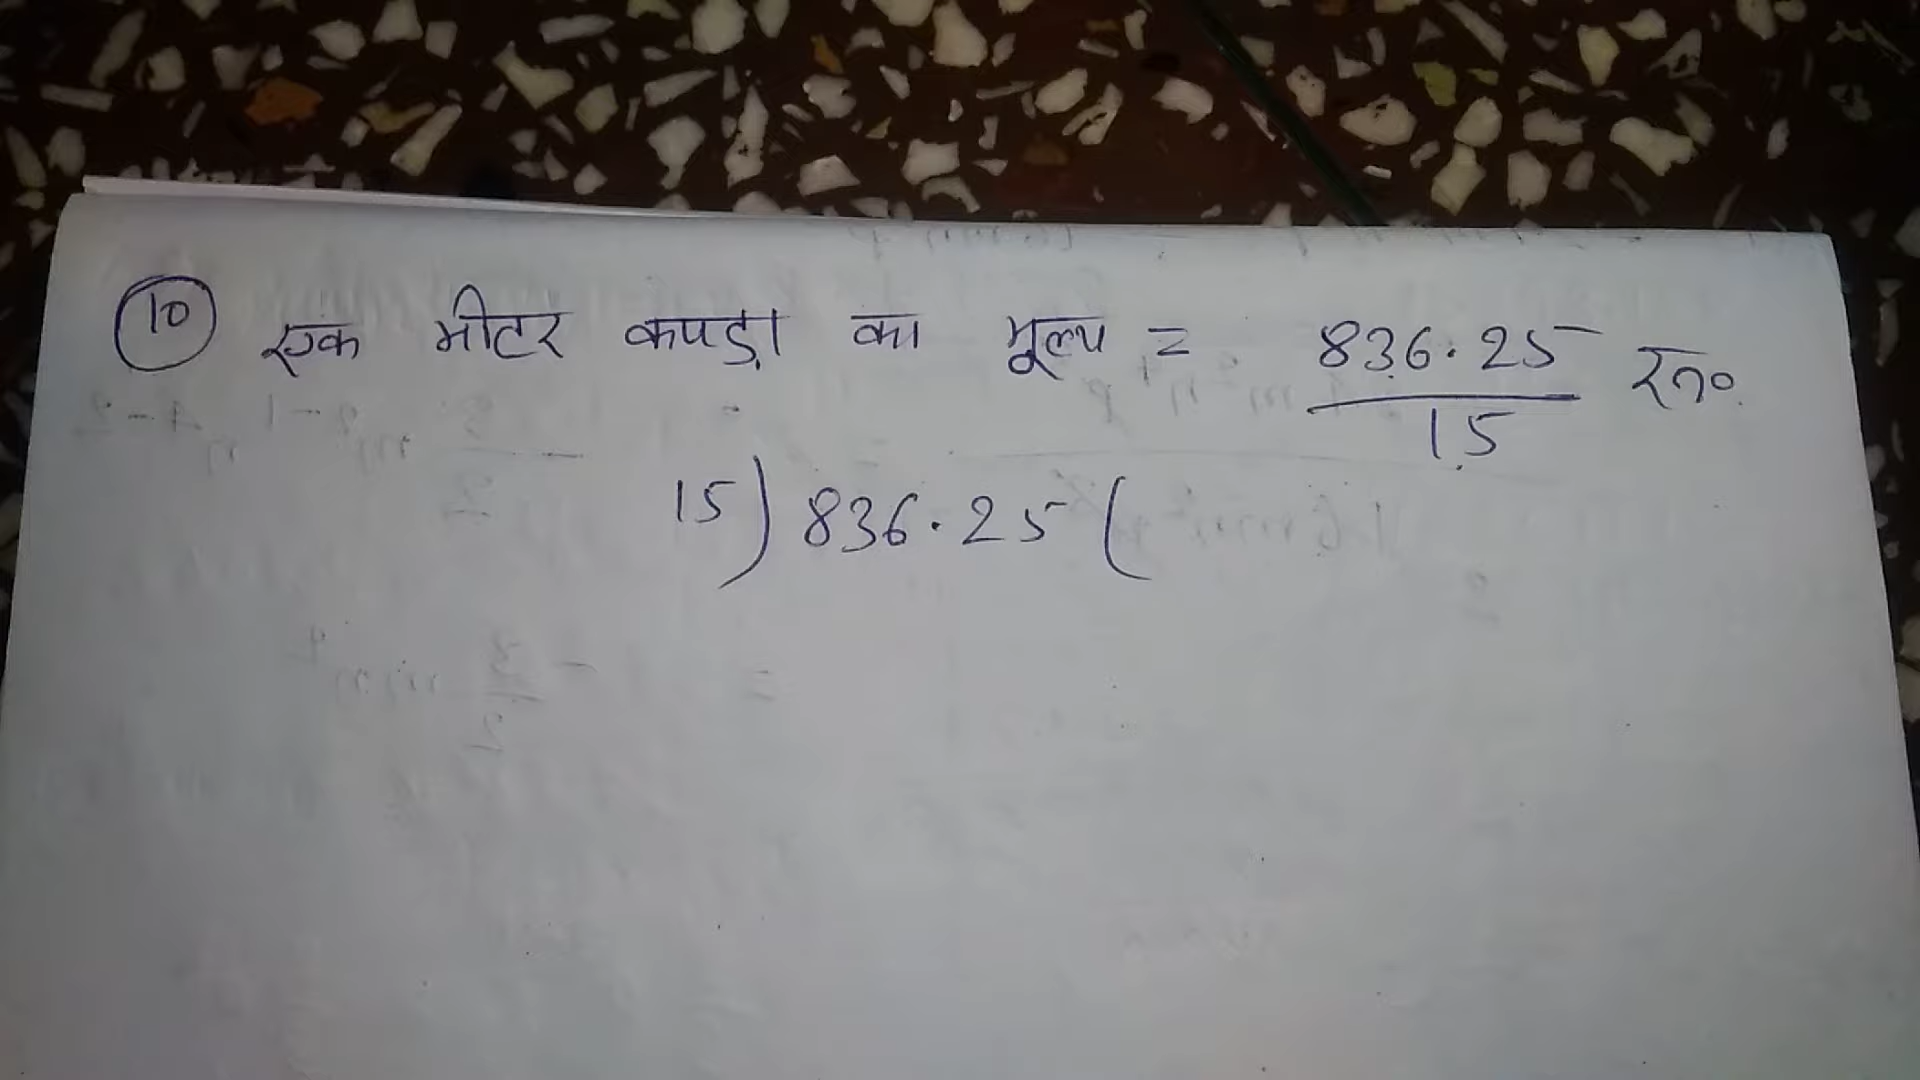 10 एक मीटर कपड़ा का मूल्य = 836.25 / 15 रु०
15 ) 836.25 (